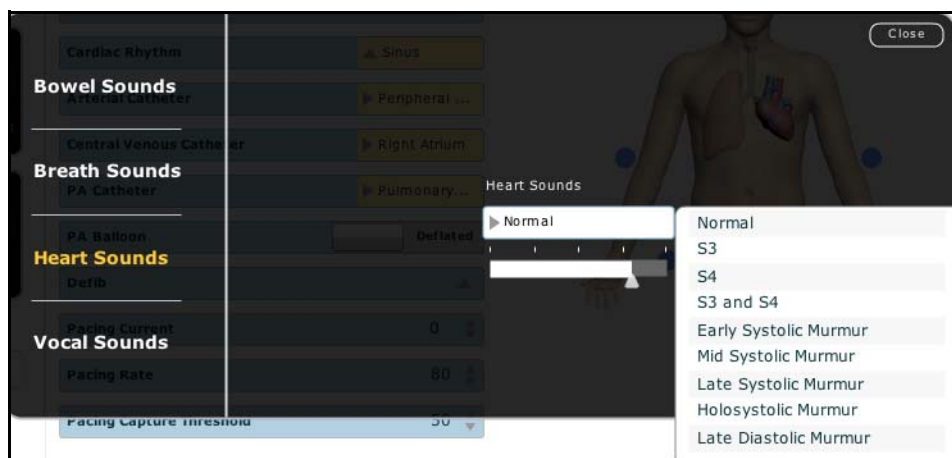 Close
Cardiac Rhythm
Sinus
Bowel Sounds
Arterial Catheter
Peripheral ...
Central Venous Catheter
Right Atrium
Breath Sounds
PA Catheter
Pulmonary...
Heart Sounds
Normal
PA Balloon
Deflated
Heart Sounds
Defib
Pacing Current
0
Vocal Sounds
Pacing Rate
80
Pacing Capture Threshold
50
Normal
S3
S4
S3 and S4
Early Systolic Murmur
Mid Systolic Murmur
Late Systolic Murmur
Holosystolic Murmur
Late Diastolic Murmur